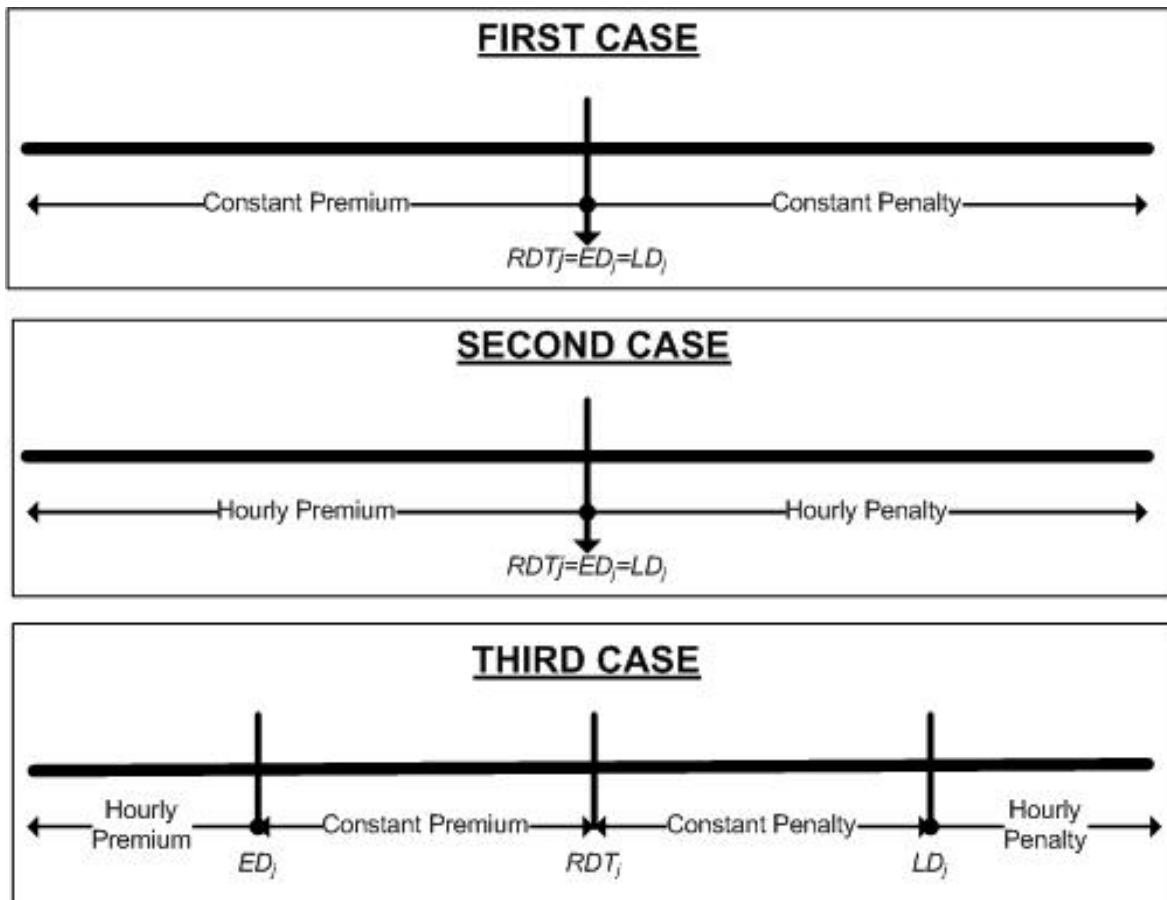 FIRST CASE
Constant Premium Constant Penalty
RDTj=EDj=LDj
SECOND CASE
Hourly Premium Hourly Penalty
RDTj=EDj=LDj
THIRD CASE
Hourly Premium Constant Premium Constant Penalty Hourly Penalty
EDj RDTj LDj